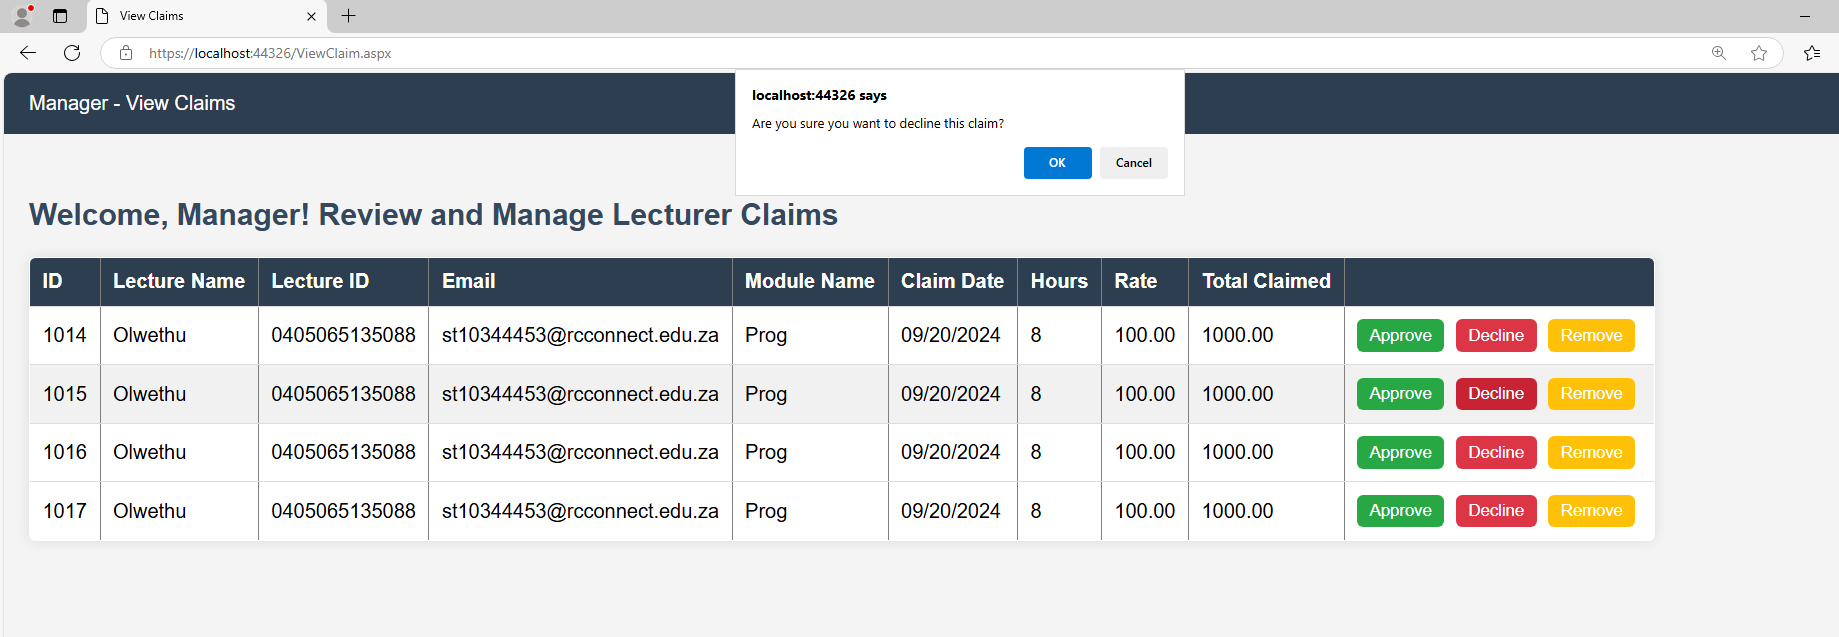 View Claims
https://localhost:44326/ViewClaim.aspx
Manager - View Claims
localhost:44326 says
Are you sure you want to decline this claim?
OK Cancel
Welcome, Manager! Review and Manage Lecturer Claims
ID Lecture Name Lecture ID Email Module Name Claim Date Hours Rate Total Claimed
1014 Olwethu 0405065135088 st10344453@rcconnect.edu.za Prog 09/20/2024 8 100.00 1000.00 Approve Decline Remove
1015 Olwethu 0405065135088 st10344453@rcconnect.edu.za Prog 09/20/2024 8 100.00 1000.00 Approve Decline Remove
1016 Olwethu 0405065135088 st10344453@rcconnect.edu.za Prog 09/20/2024 8 100.00 1000.00 Approve Decline Remove
1017 Olwethu 0405065135088 st10344453@rcconnect.edu.za Prog 09/20/2024 8 100.00 1000.00 Approve Decline Remove